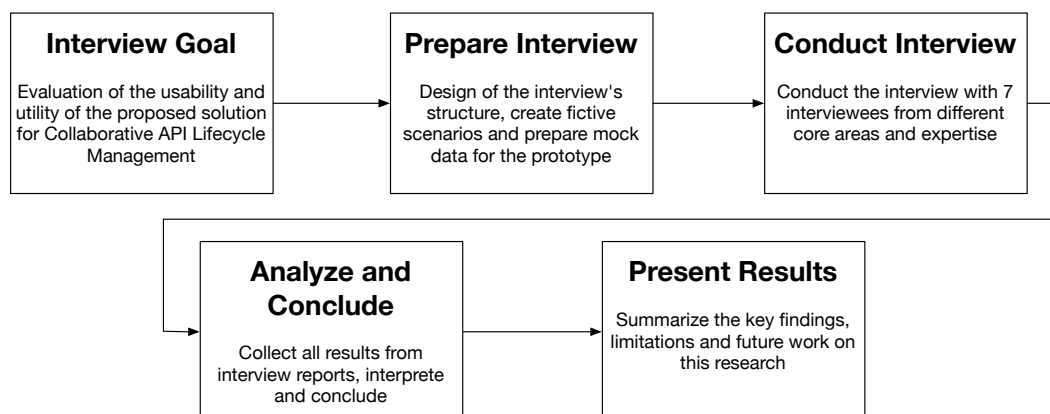 Interview Goal
Evaluation of the usability and
utility of the proposed solution
for Collaborative API Lifecycle
Management
Prepare Interview
Design of the interview's
structure, create fictive
scenarios and prepare mock
data for the prototype
Conduct Interview
Conduct the interview with 7
interviewees from different
core areas and expertise
Analyze and
Conclude
Collect all results from
interview reports, interprete
and conclude
Present Results
Summarize the key findings,
limitations and future work on
this research